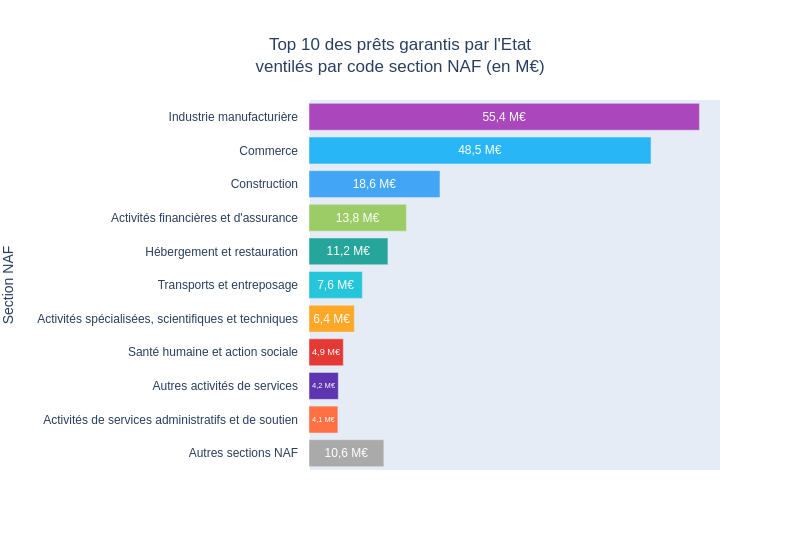 Top 10 des prêts garantis par l'Etat
ventilés par code section NAF (en M€)
Section NAF
Industrie manufacturière 55,4 M€
Commerce 48,5 M€
Construction 18,6 M€
Activités financières et d'assurance 13,8 M€
Hébergement et restauration 11,2 M€
Transports et entreposage 7,6 M€
Activités spécialisées, scientifiques et techniques 6,4 M€
Santé humaine et action sociale 4,9 M€
Autres activités de services 4,2 M€
Activités de services administratifs et de soutien 4,1 M€
Autres sections NAF 10,6 M€